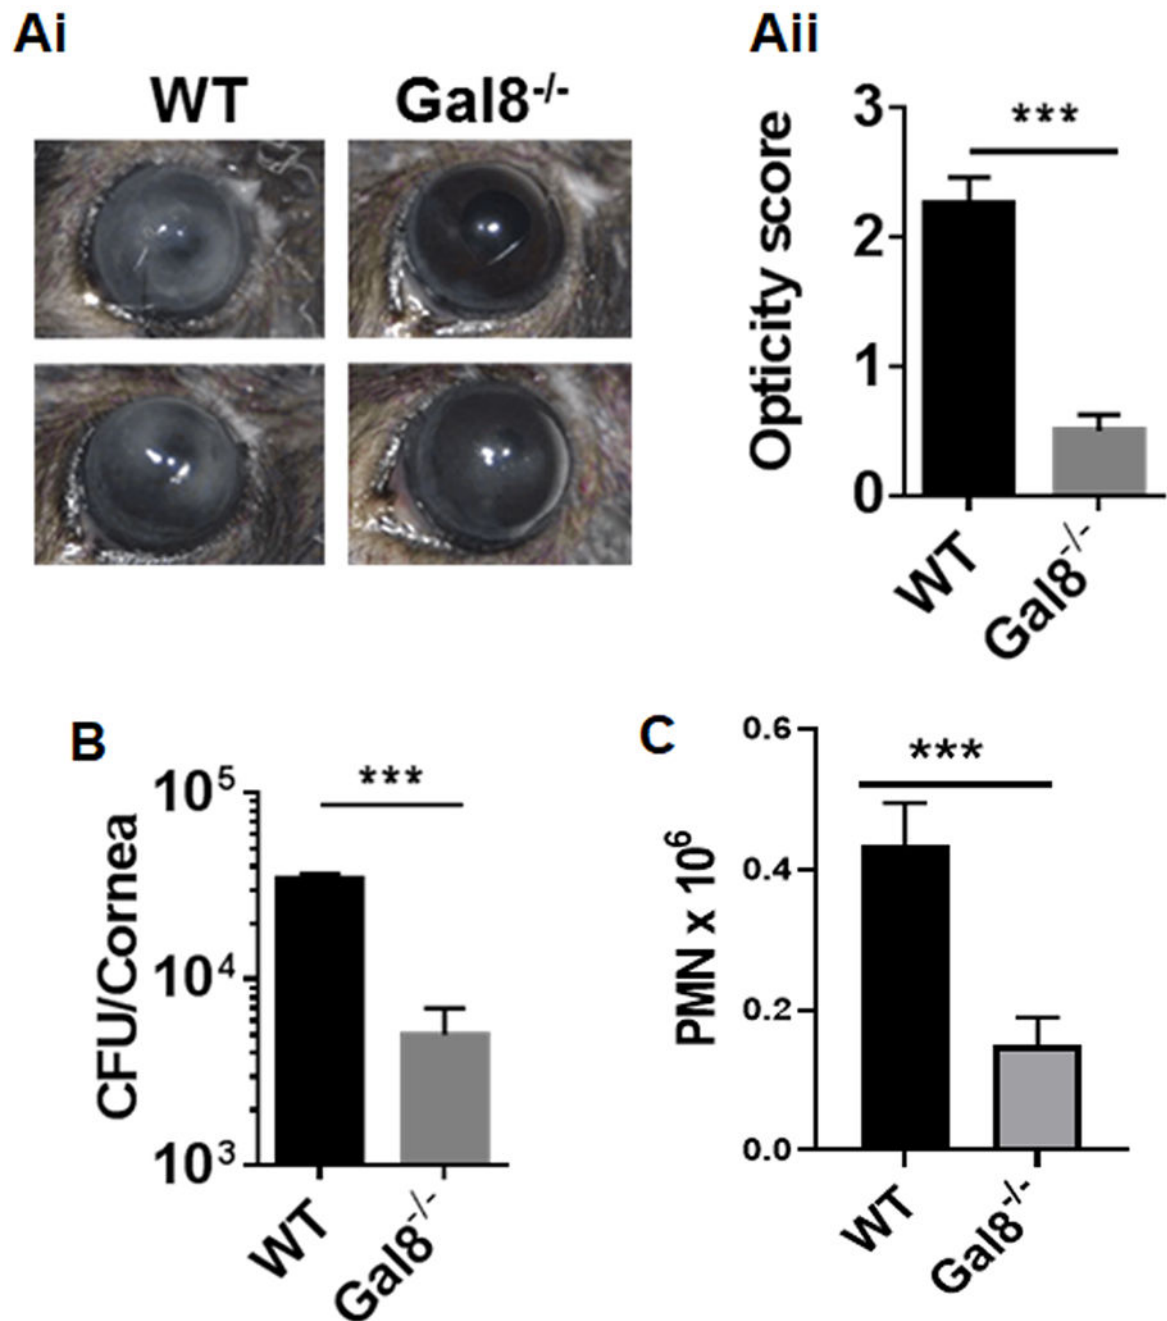 Ai
WT Gal8-/-
Aii
Opticity score
3
2
1
0
***
WT
Gal8-/-
B
CFU/Cornea
10⁵
10⁴
10³
***
WT
Gal8-/-
C
PMN x 10⁶
0.6
0.4
0.2
0.0
***
WT
Gal8-/-